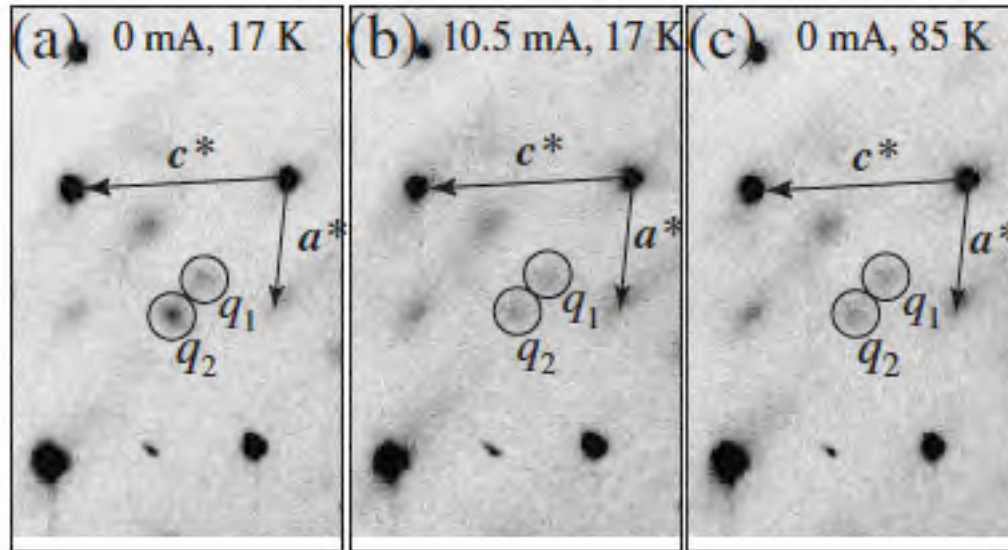 (a) 0 mA, 17 K
c*
a*
q1
q2
(b) 10.5 mA, 17 K
c*
a*
q1
q2
(c) 0 mA, 85 K
c*
a*
q1
q2